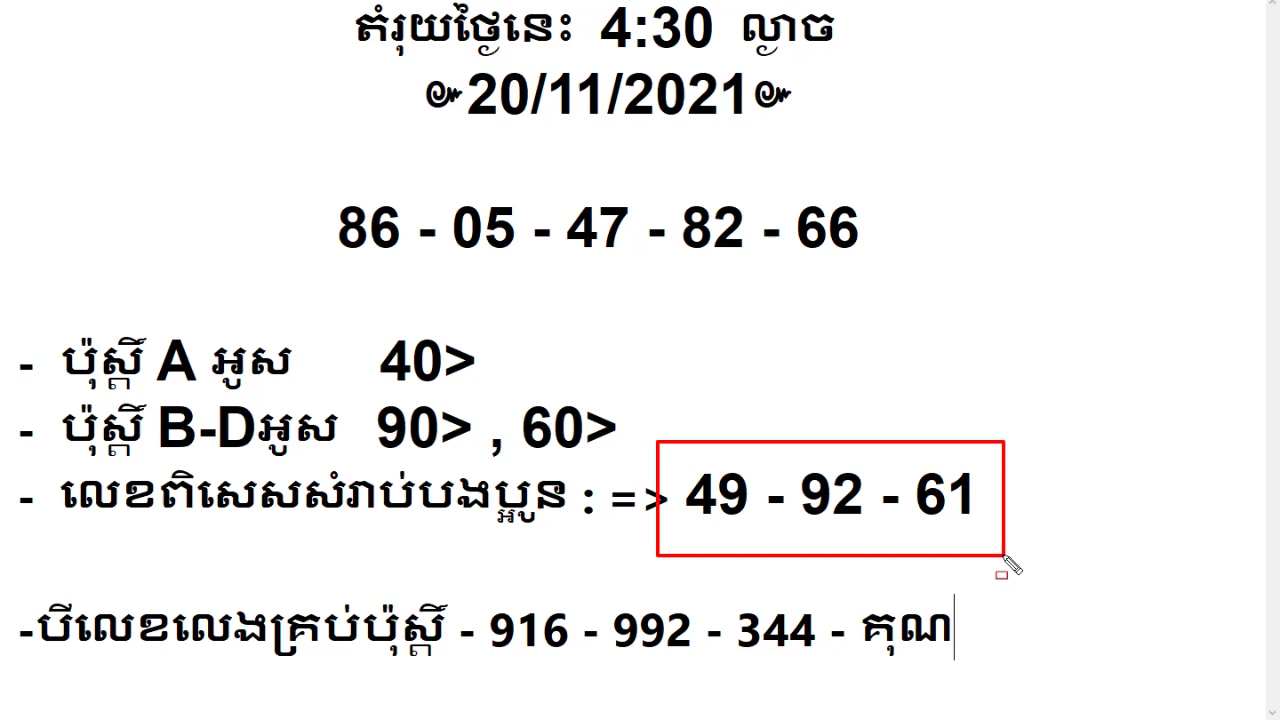 តំរុយថ្ងៃនេះ 4:30 ល្ងាច
๛20/11/2021๛
86 - 05 - 47 - 82 - 66
- ប៉ុស្តិ៍ A អូស 40>
- ប៉ុស្តិ៍ B-Dអូស 90> , 60>
- លេខពិសេសសំរាប់បងប្អូន : => 49 - 92 - 61
-បីលេខលេងគ្រប់ប៉ុស្តិ៍ - 916 - 992 - 344 - គុណ